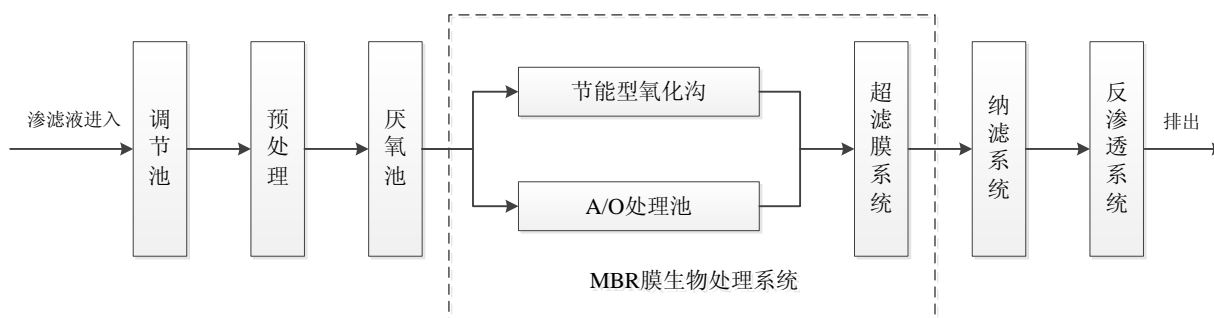 渗滤液进入
调节池
预处理
厌氧池
节能型氧化沟
A/O处理池
超滤膜系统
MBR膜生物处理系统
纳滤系统
反渗透系统
排出